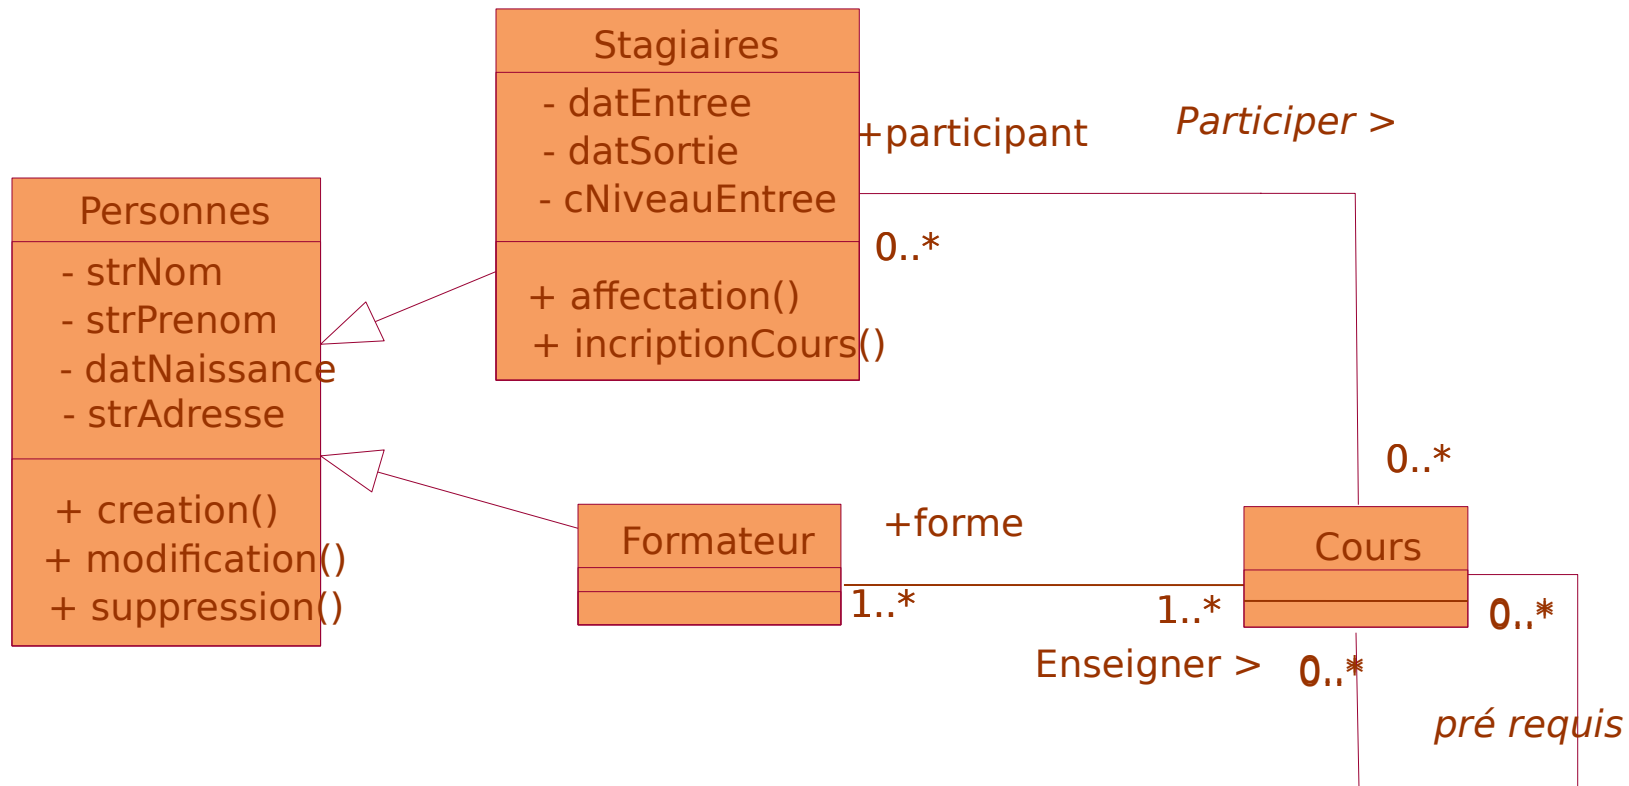 Stagiaires
- datEntree
- datSortie
- cNiveauEntree
+ affectation()
+ incriptionCours()
+participant
Participer >
0..*
0..*
Personnes
- strNom
- strPrenom
- datNaissance
- strAdresse
+ creation()
+ modification()
+ suppression()
Formateur
+forme
1..*
1..*
Enseigner >
Cours
0..*
0..*
pré requis